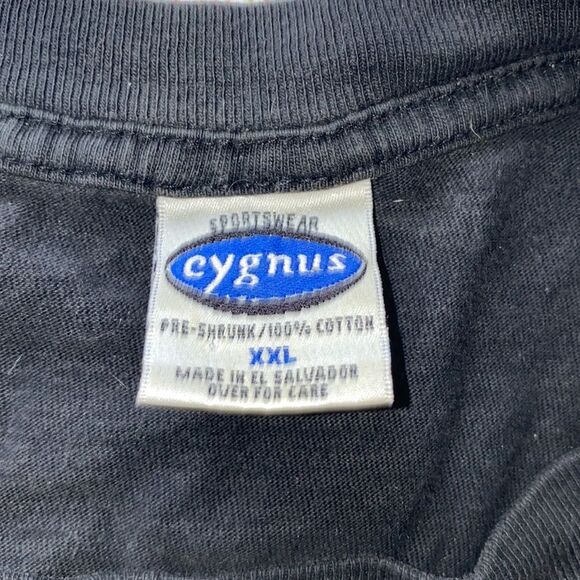 SPORTSWEAR
cygnus
PRE-SHRUNK/100% COTTON
XXL
MADE IN EL SALVADOR
OVER FOR CARE